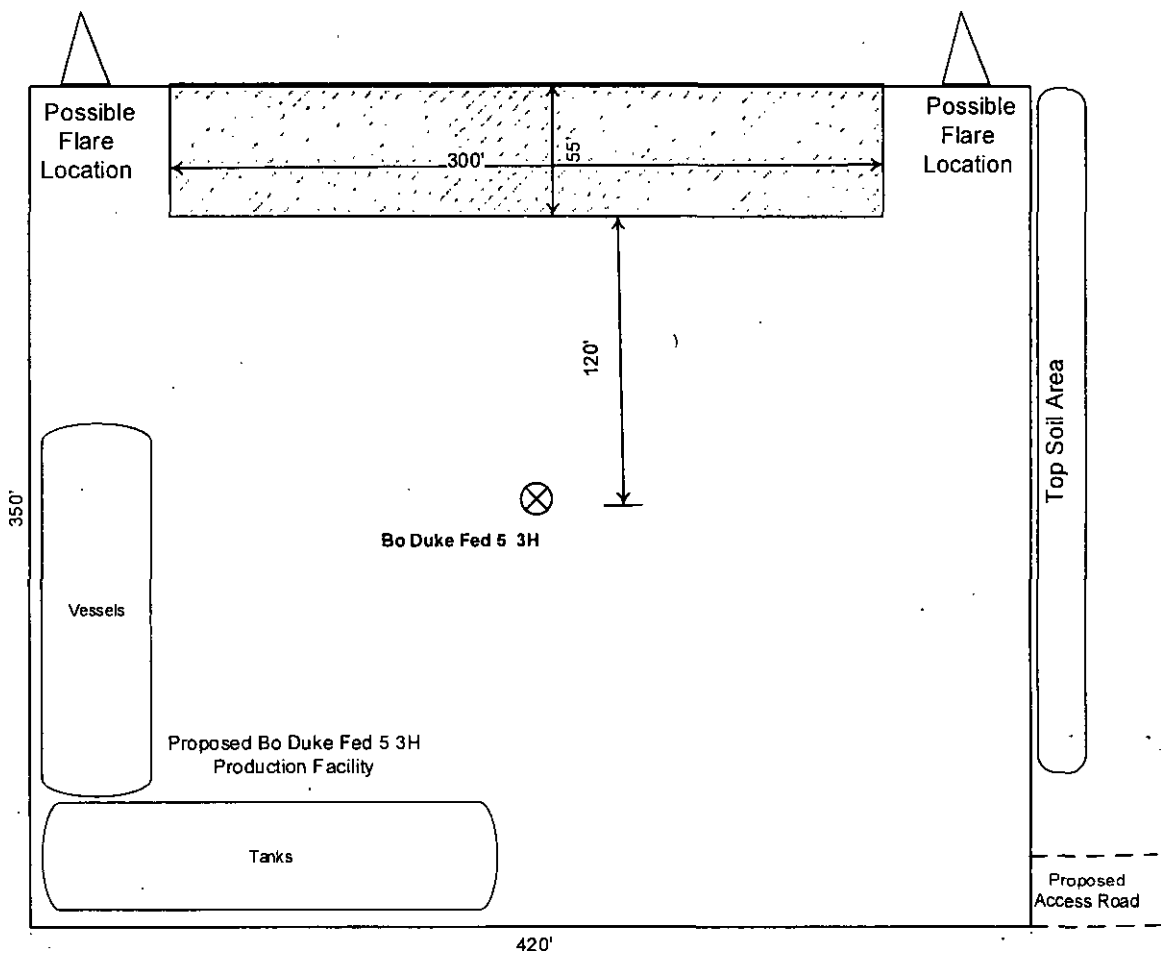 Possible
Flare
Location
Possible
Flare
Location
300'
55'
120'
Top Soil Area
350'
Bo Duke Fed 5 3H
Vessels
Proposed Bo Duke Fed 5 3H
Production Facility
Tanks
Proposed
Access Road
420'